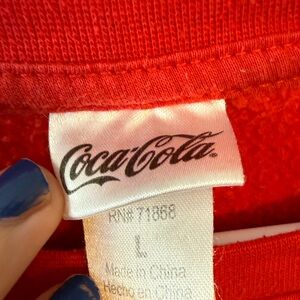 Coca-Cola
RN# 71868
L
Made in China
Hecho en China